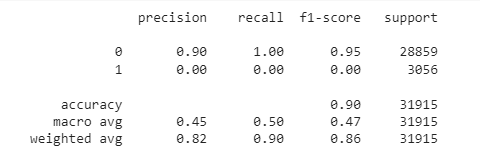 precision recall f1-score support
0 0.90 1.00 0.95 28859
1 0.00 0.00 0.00 3056
accuracy 0.90 31915
macro avg 0.45 0.50 0.47 31915
weighted avg 0.82 0.90 0.86 31915